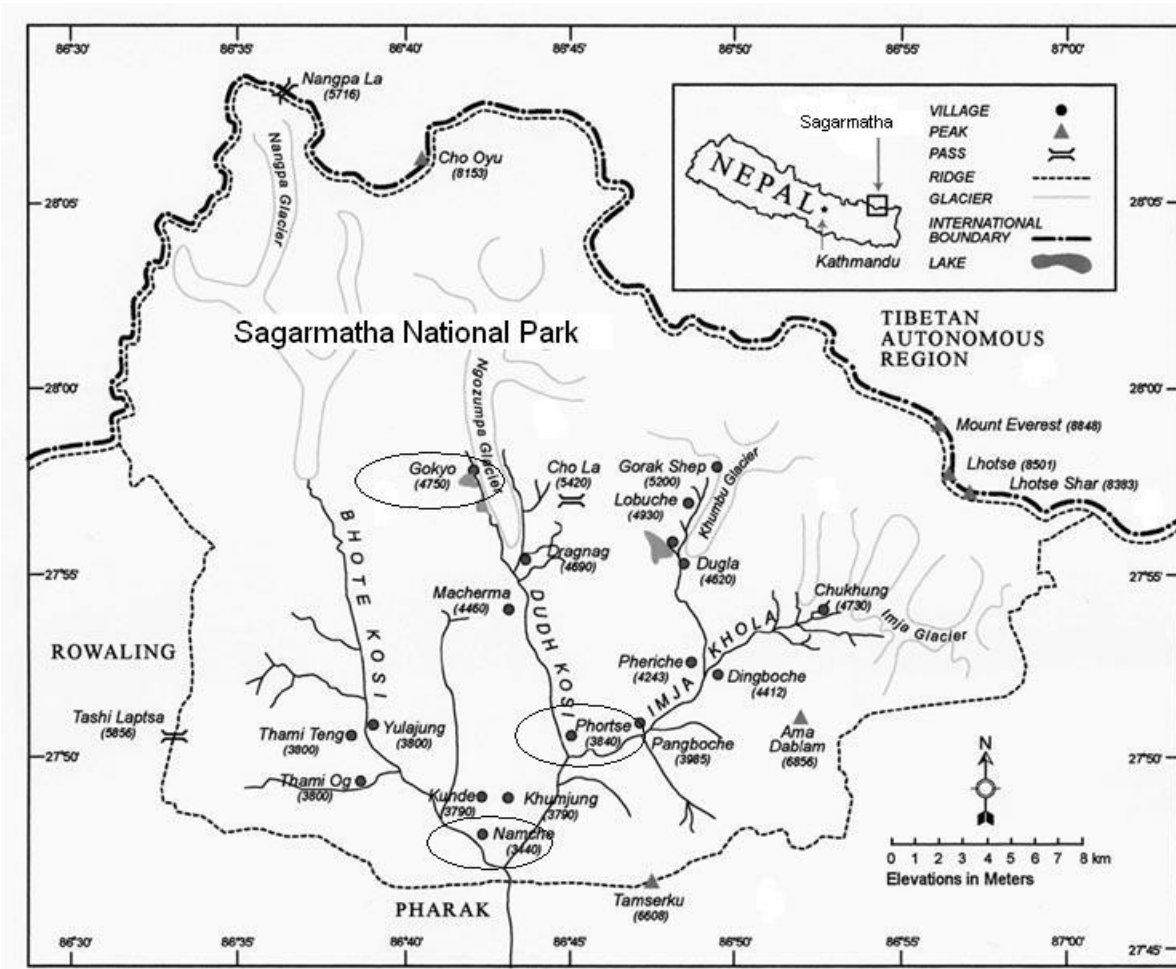 86°30'
86°35'
86°40'
86°45'
86°50'
86°55'
87°00'
Nangpa La
(5716)
Nangpa Glacier
Cho Oyu
(8153)
Sagarmatha
NEPAL
Kathmandu
VILLAGE
PEAK
PASS
RIDGE
GLACIER
INTERNATIONAL
BOUNDARY
LAKE
28°05'
28°05'
Sagarmatha National Park
TIBETAN
AUTONOMOUS
REGION
28°00'
28°00'
Ngozumpa Glacier
Mount Everest (8848)
Lhotse (8501)
Lhotse Shar (8383)
Gokyo
(4750)
Cho La
(5420)
Gorak Shep
(5200)
Lobuche
(4930)
Khumbu Glacier
BHOTE KOSI
Dragnag
(4690)
Dugla
(4620)
27°55'
27°55'
Macherma
(4460)
DUDH KOSI
Chukhung
(4730)
Imja Glacier
IMJA KHOLA
ROWALING
Pheriche
(4243)
Dingboche
(4412)
Tashi Laptsa
(5856)
Thami Teng
(3800)
Yulajung
(3800)
Phortse
(3840)
Pangboche
(3985)
Ama
Dablam
(6856)
27°50'
27°50'
Thami Og
(3800)
Kunde
(3790)
Khumjung
(3790)
Namche
(3440)
N
0 1 2 3 4 5 6 7 8 km
Elevations in Meters
PHARAK
Tamserku
(6608)
86°30'
86°35'
86°40'
86°45'
86°50'
86°55'
87°00'
27°45'